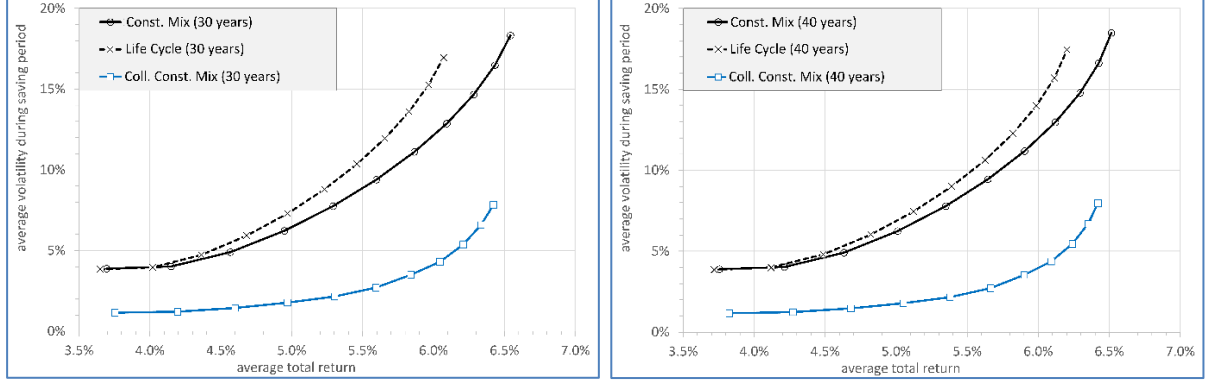 20%
15%
10%
5%
0%
average volatility during saving period
Const. Mix (30 years)
Life Cycle (30 years)
Coll. Const. Mix (30 years)
3.5% 4.0% 4.5% 5.0% 5.5% 6.0% 6.5% 7.0%
average total return
20%
15%
10%
5%
0%
average volatility during saving period
Const. Mix (40 years)
Life Cycle (40 years)
Coll. Const. Mix (40 years)
3.5% 4.0% 4.5% 5.0% 5.5% 6.0% 6.5% 7.0%
average total return